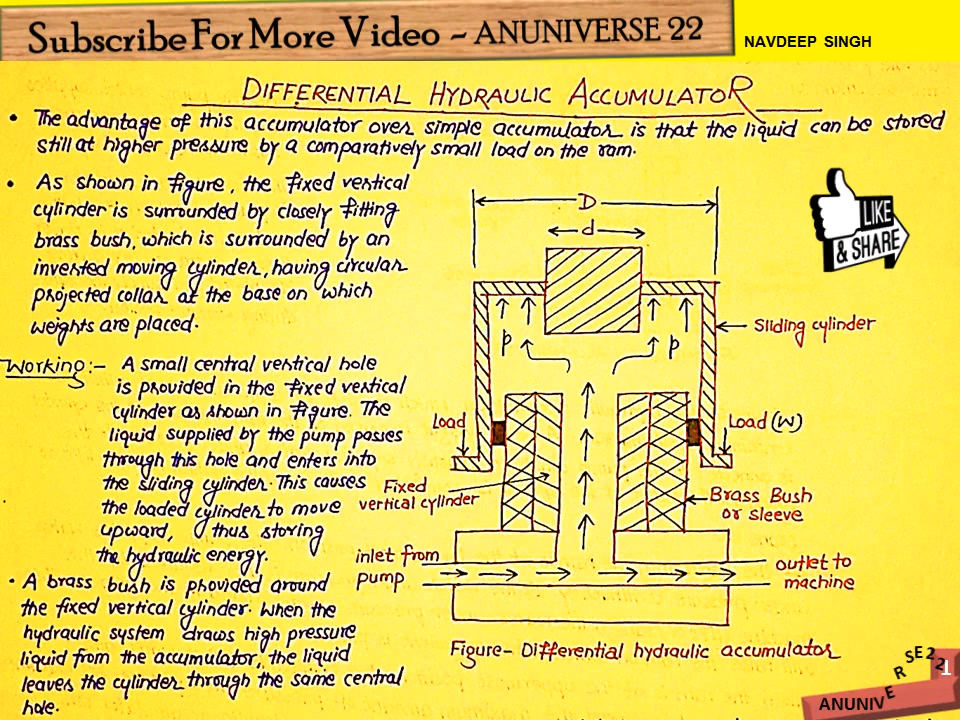 Subscribe For More Video - ANUNIVERSE 22
NAVDEEP SINGH
DIFFERENTIAL HYDRAULIC ACCUMULATOR
• The advantage of this accumulator over simple accumulator is that the liquid can be stored
still at higher pressure by a comparatively small load on the ram.
• As shown in figure, the fixed vertical
cylinder is surrounded by closely fitting
brass bush, which is surrounded by an
inverted moving cylinder, having circular
projected collar at the base on which
weights are placed.
Working:- A small central vertical hole
is provided in the fixed vertical
cylinder as shown in figure. The
liquid supplied by the pump passes
through this hole and enters into
the sliding cylinder. This causes
the loaded cylinder to move
upward, thus storing
the hydraulic energy.
• A brass bush is provided around
the fixed vertical cylinder. When the
hydraulic system draws high pressure
liquid from the accumulator, the liquid
leaves the cylinder through the same central
hole.
D
d
LIKE
& SHARE
p
p
Sliding cylinder
Load
Load (W)
Fixed
vertical cylinder
Brass Bush
or sleeve
inlet from
pump
outlet to
machine
Figure- Differential hydraulic accumulator
ANUNIVERSE22
1